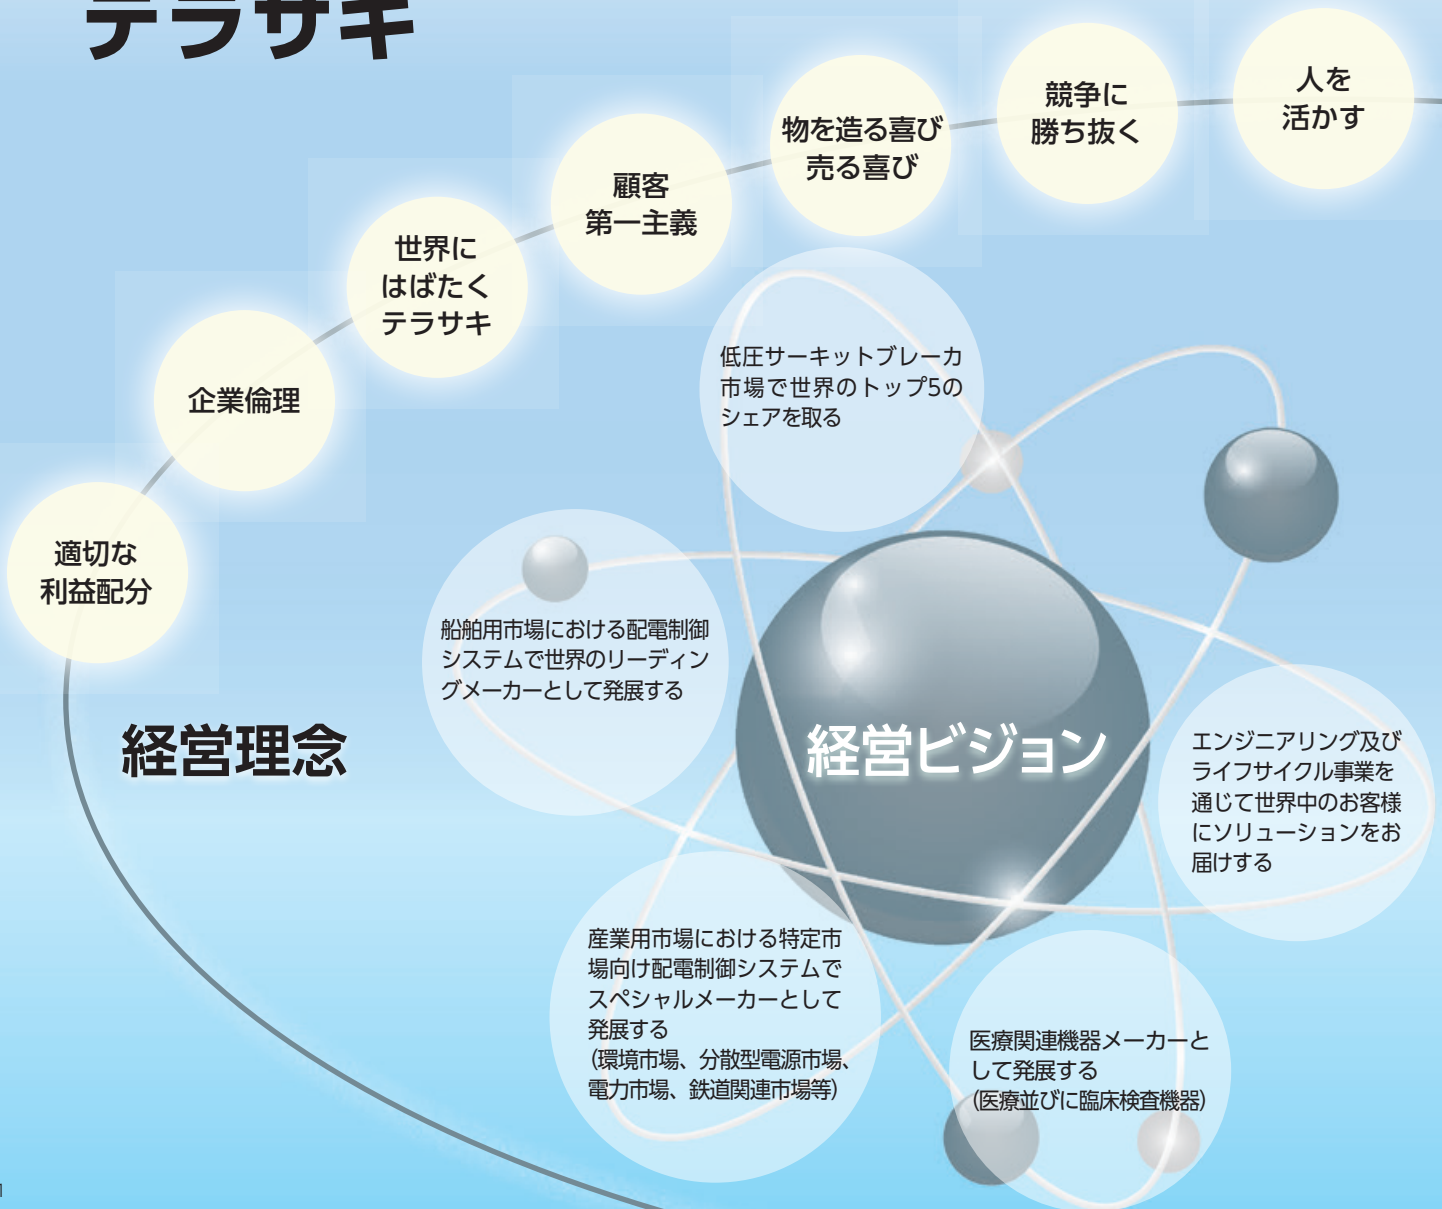 テラサキ
人を
活かす
競争に
勝ち抜く
物を造る喜び
売る喜び
顧客
第一主義
世界に
はばたく
テラサキ
企業倫理
適切な
利益配分
経営理念
経営ビジョン
低圧サーキットブレーカ
市場で世界のトップ5の
シェアを取る
船舶用市場における配電制御
システムで世界のリーディン
グメーカーとして発展する
エンジニアリング及び
ライフサイクル事業を
通じて世界中のお客様
にソリューションをお
届けする
産業用市場における特定市
場向け配電制御システムで
スペシャルメーカーとして
発展する
（環境市場、分散型電源市場、
電力市場、鉄道関連市場等）
医療関連機器メーカーと
して発展する
（医療並びに臨床検査機器）